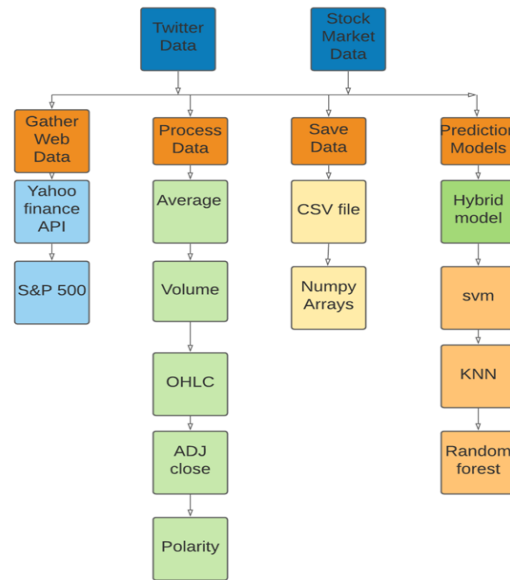 Twitter
Data
Stock
Market
Data
Gather
Web
Data
Process
Data
Save
Data
Prediction
Models
Yahoo
finance
API
Average
CSV file
Hybrid
model
S&P 500
Volume
Numpy
Arrays
svm
OHLC
KNN
ADJ
close
Random
forest
Polarity